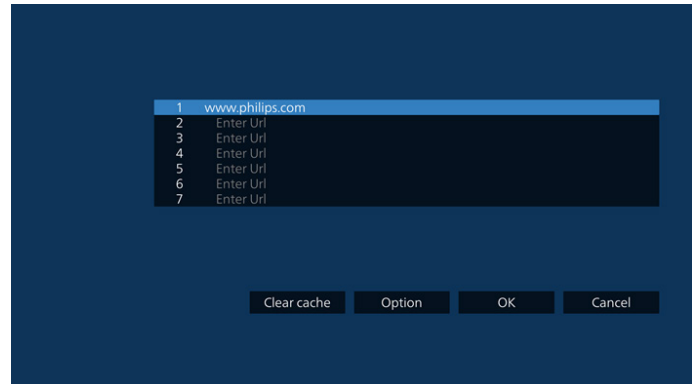 1 www.philips.com
2 Enter Url
3 Enter Url
4 Enter Url
5 Enter Url
6 Enter Url
7 Enter Url
Clear cache Option OK Cancel